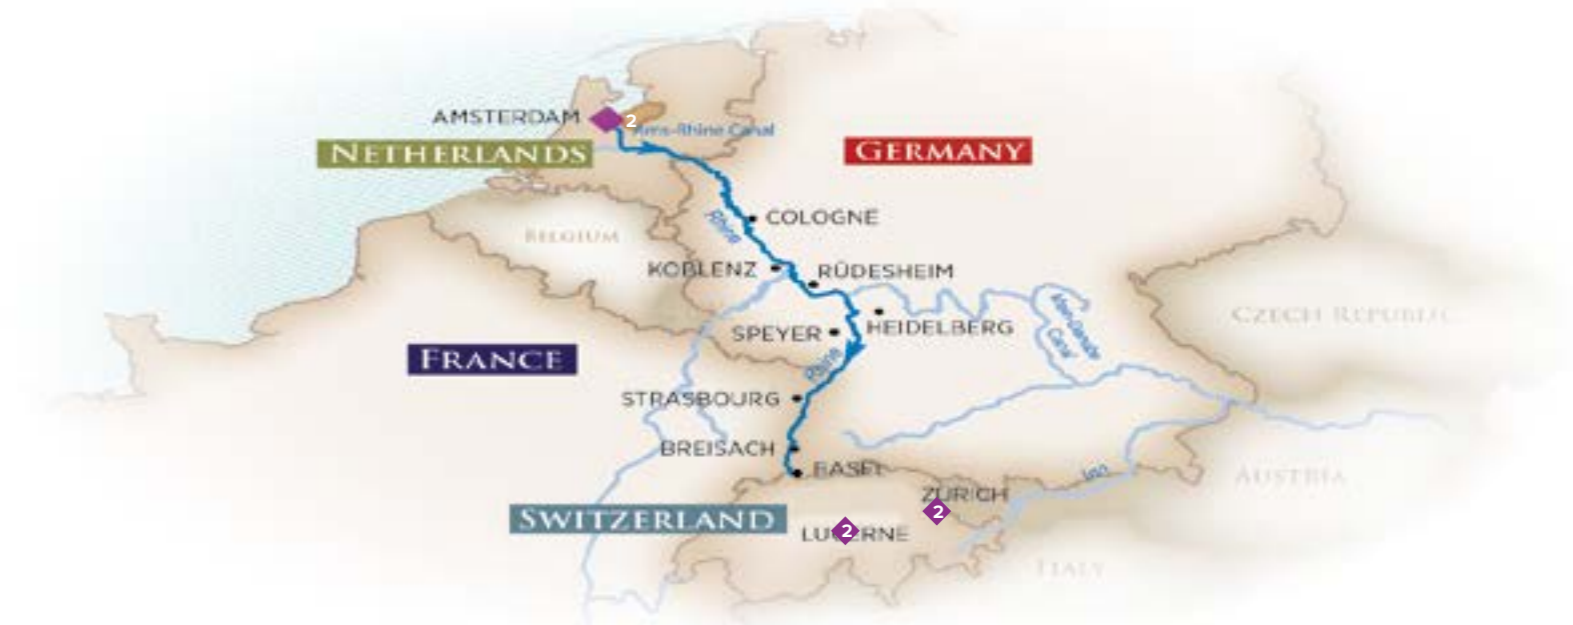 AMSTERDAM
2
Ams-Rhine Canal
NETHERLANDS
GERMANY
Rhine
COLOGNE
BELGIUM
KOBLENZ
RÜDESHEIM
Main-Danube
Canal
CZECH REPUBLIC
SPEYER
HEIDELBERG
FRANCE
Rhine
STRASBOURG
BREISACH
BASEL
Inn
AUSTRIA
ZURICH
2
SWITZERLAND
LUCERNE
2
ITALY